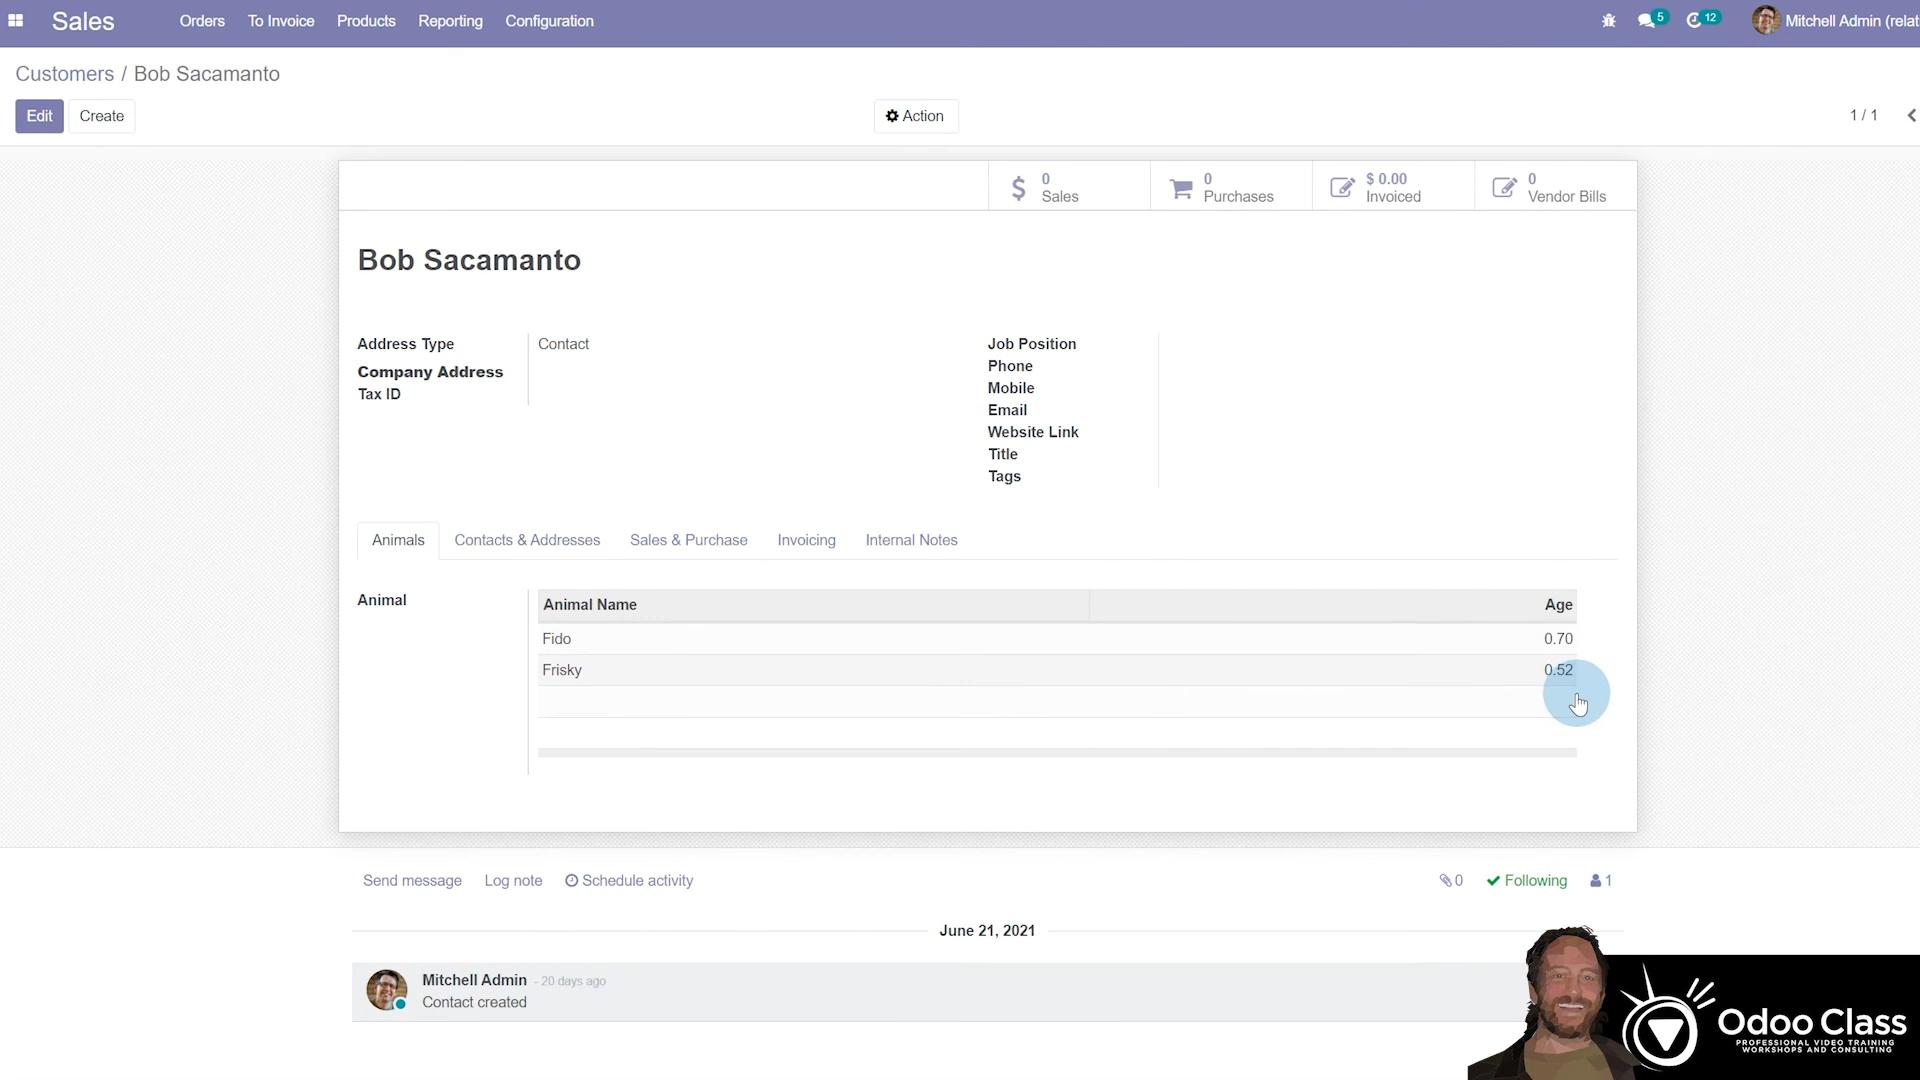 Sales
Orders
To Invoice
Products
Reporting
Configuration
5
12
Mitchell Admin (relat
Customers / Bob Sacamanto
Edit
Create
Action
1 / 1
0
Sales
0
Purchases
$ 0.00
Invoiced
0
Vendor Bills
Bob Sacamanto
Address Type
Contact
Company Address
Tax ID
Job Position
Phone
Mobile
Email
Website Link
Title
Tags
Animals
Contacts & Addresses
Sales & Purchase
Invoicing
Internal Notes
Animal
Animal Name
Age
Fido
0.70
Frisky
0.52
Send message
Log note
Schedule activity
0
Following
1
June 21, 2021
Mitchell Admin - 20 days ago
Contact created
Odoo Class
PROFESSIONAL VIDEO TRAINING
WORKSHOPS AND CONSULTING